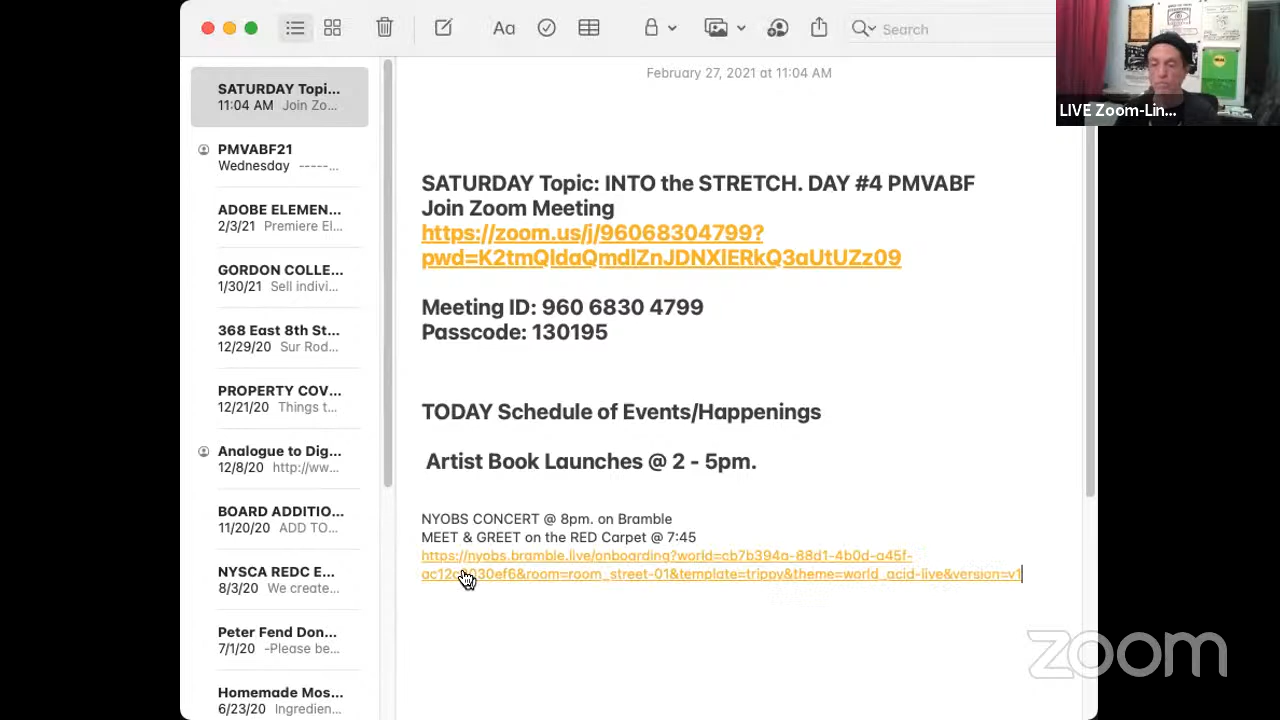 Search
February 27, 2021 at 11:04 AM
LIVE Zoom-Lin...
SATURDAY Topi...
11:04 AM Join Zo...
PMVABF21
Wednesday -----...
ADOBE ELEMEN...
2/3/21 Premiere El...
GORDON COLLE...
1/30/21 Sell indivi...
368 East 8th St...
12/29/20 Sur Rod...
PROPERTY COV...
12/21/20 Things t...
Analogue to Dig...
12/8/20 http://ww...
BOARD ADDITIO...
11/20/20 ADD TO...
NYSCA REDC E...
8/3/20 We create...
Peter Fend Don...
7/1/20 -Please be...
Homemade Mos...
6/23/20 Ingredien...
SATURDAY Topic: INTO the STRETCH. DAY #4 PMVABF
Join Zoom Meeting
https://zoom.us/j/96068304799?
pwd=K2tmQldaQmdlZnJDNXlERkQ3aUtUZz09
Meeting ID: 960 6830 4799
Passcode: 130195
TODAY Schedule of Events/Happenings
Artist Book Launches @ 2 - 5pm.
NYOBS CONCERT @ 8pm. on Bramble
MEET & GREET on the RED Carpet @ 7:45
https://nyobs.bramble.live/onboarding?world=cb7b394a-88d1-4b0d-a45f-
&room=room_street-01&template=trippy&theme=world_acid-live&version=v1
zoom